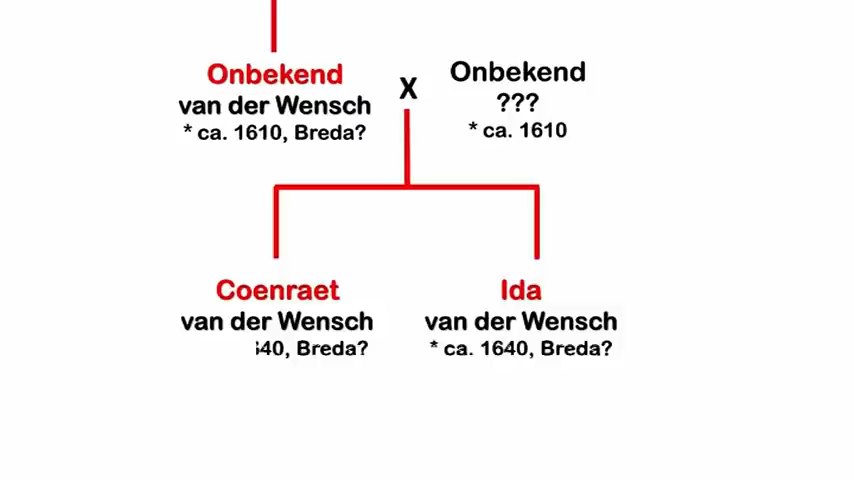 Onbekend
van der Wensch
* ca. 1610, Breda?
X
Onbekend
???
* ca. 1610
Coenraet
van der Wensch
40, Breda?
Ida
van der Wensch
* ca. 1640, Breda?